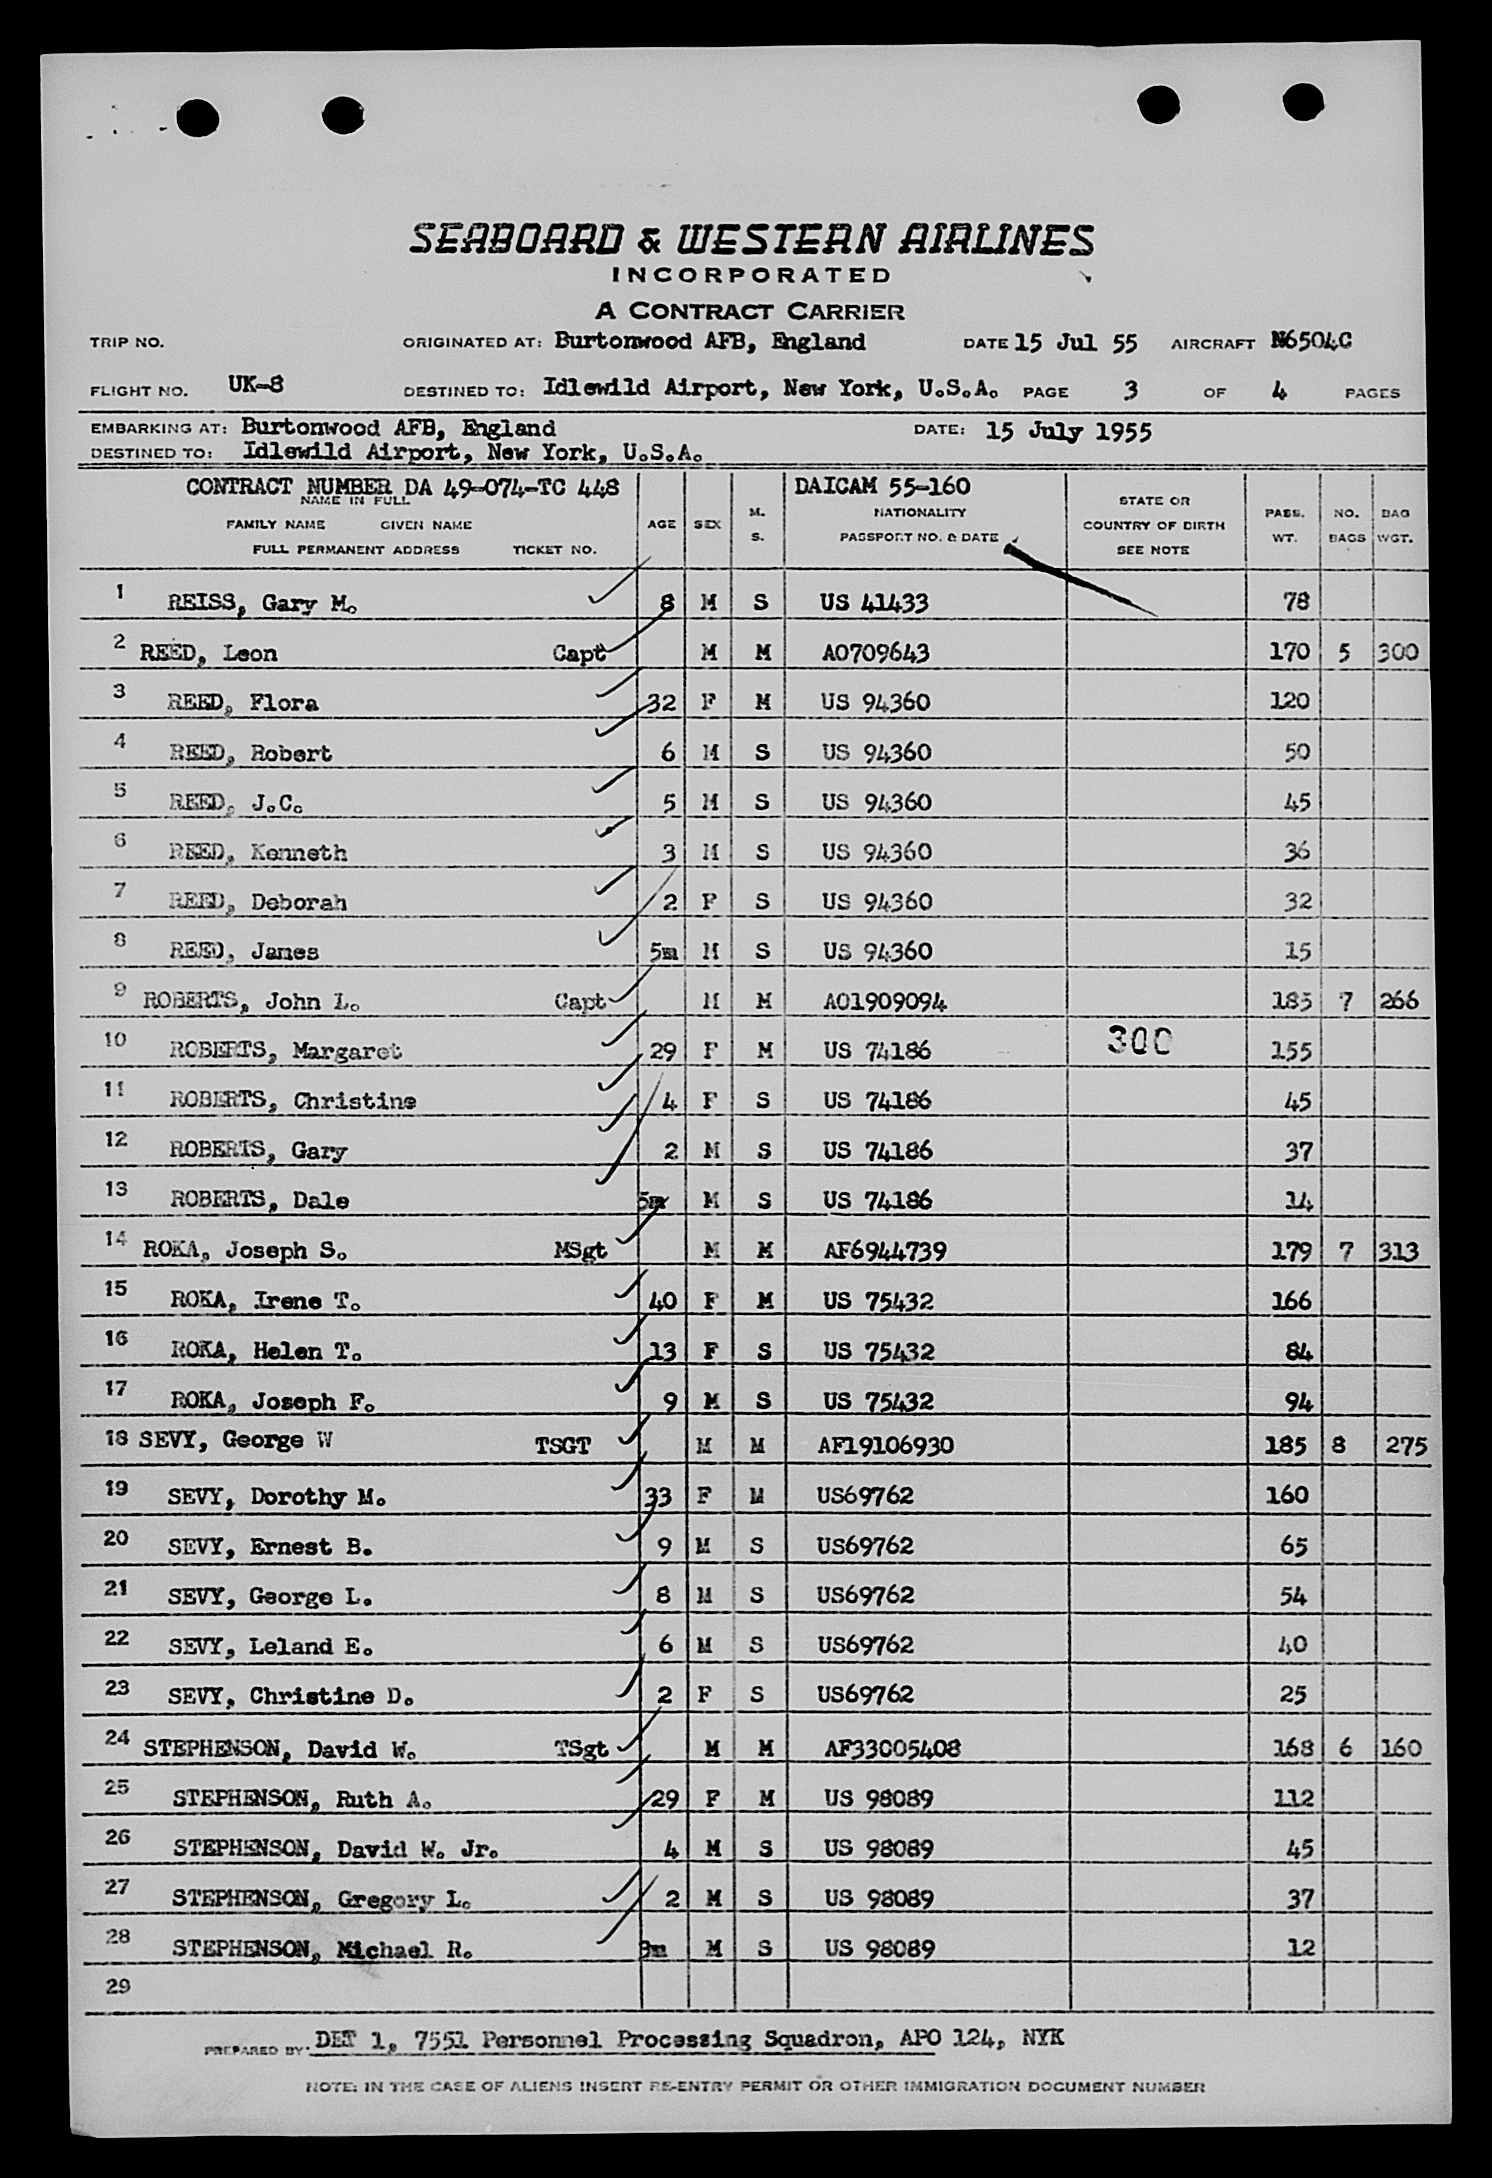 SEABOARD & WESTERN AIRLINES
INCORPORATED
A CONTRACT CARRIER
TRIP NO. ORIGINATED AT: Burtonwood AFB, England DATE 15 Jul 55 AIRCRAFT N6504C
FLIGHT NO. UK-8 DESTINED TO: Idlewild Airport, New York, U.S.A. PAGE 3 OF 4 PAGES
EMBARKING AT: Burtonwood AFB, England DATE: 15 July 1955
DESTINED TO: Idlewild Airport, New York, U.S.A.
CONTRACT NUMBER DA 49-074-TC 448 DAICAM 55-160
NAME IN FULL
FAMILY NAME GIVEN NAME
FULL PERMANENT ADDRESS TICKET NO.
AGE SEX M. S. NATIONALITY PASSPORT NO. & DATE STATE OR COUNTRY OF BIRTH SEE NOTE PASS. WT. NO. BAGS BAG WGT.
1 REISS, Gary M. 8 M S US 41433 78
2 REED, Leon Capt M M AO709643 170 5 300
3 REED, Flora 32 F M US 94360 120
4 REED, Robert 6 M S US 94360 50
5 REED, J.C. 5 M S US 94360 45
6 REED, Kenneth 3 M S US 94360 36
7 REED, Deborah 2 F S US 94360 32
8 REED, James 5m M S US 94360 15
9 ROBERTS, John L. Capt M M AO1909094 185 7 266
10 ROBERTS, Margaret 29 F M US 74186 300 155
11 ROBERTS, Christine 4 F S US 74186 45
12 ROBERTS, Gary 2 M S US 74186 37
13 ROBERTS, Dale 5m M S US 74186 14
14 ROKA, Joseph S. MSgt M M AF6944739 179 7 313
15 ROKA, Irene T. 40 F M US 75432 166
16 ROKA, Helen T. 13 F S US 75432 84
17 ROKA, Joseph F. 9 M S US 75432 94
18 SEVY, George W TSGT M M AF19106930 185 8 275
19 SEVY, Dorothy M. 33 F M US69762 160
20 SEVY, Ernest B. 9 M S US69762 65
21 SEVY, George L. 8 M S US69762 54
22 SEVY, Leland E. 6 M S US69762 40
23 SEVY, Christine D. 2 F S US69762 25
24 STEPHENSON, David W. TSgt M M AF33005408 168 6 160
25 STEPHENSON, Ruth A. 29 F M US 98089 112
26 STEPHENSON, David W. Jr. 4 M S US 98089 45
27 STEPHENSON, Gregory L. 2 M S US 98089 37
28 STEPHENSON, Michael R. M S US 98089 12
29
PREPARED BY: DET 1, 7551 Personnel Processing Squadron, APO 124, NYK
NOTE: IN THE CASE OF ALIENS INSERT RE-ENTRY PERMIT OR OTHER IMMIGRATION DOCUMENT NUMBER